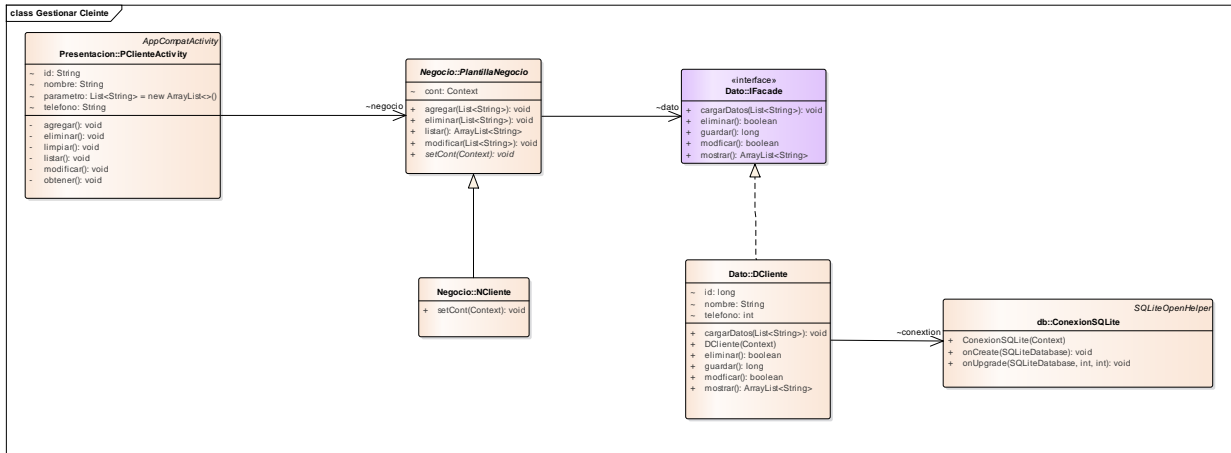 class Gestionar Cleinte
AppCompatActivity
Presentacion::PClienteActivity
~ id: String
~ nombre: String
~ parametro: List<String> = new ArrayList<>()
~ telefono: String
- agregar(): void
- eliminar(): void
- limpiar(): void
- listar(): void
- modificar(): void
- obtener(): void
~negocio
Negocio::PlantillaNegocio
~ cont: Context
+ agregar(List<String>): void
+ eliminar(List<String>): void
+ listar(): ArrayList<String>
+ modificar(List<String>): void
+ setCont(Context): void
~dato
«interface»
Dato::IFacade
+ cargarDatos(List<String>): void
+ eliminar(): boolean
+ guardar(): long
+ modficar(): boolean
+ mostrar(): ArrayList<String>
Negocio::NCliente
+ setCont(Context): void
Dato::DCliente
~ id: long
~ nombre: String
~ telefono: int
+ cargarDatos(List<String>): void
+ DCliente(Context)
+ eliminar(): boolean
+ guardar(): long
+ modficar(): boolean
+ mostrar(): ArrayList<String>
~conextion
SQLiteOpenHelper
db::ConexionSQLite
+ ConexionSQLite(Context)
+ onCreate(SQLiteDatabase): void
+ onUpgrade(SQLiteDatabase, int, int): void